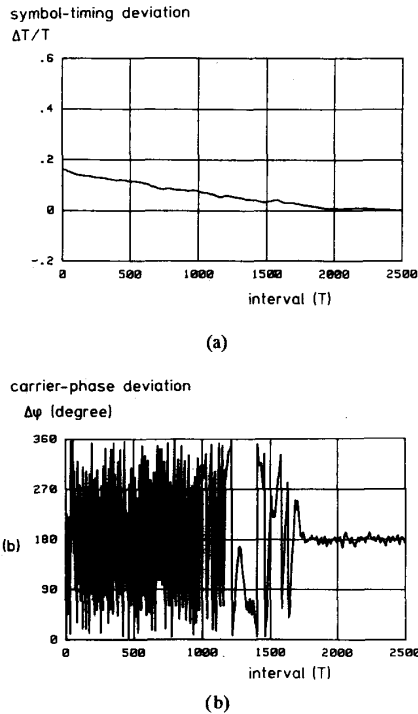 symbol-timing deviation
ΔT/T
.6
.4
.2
0
-.2
0 500 1000 1500 2000 2500
interval (T)
(a)
carrier-phase deviation
Δφ (degree)
360
270
(b) 180
90
0
0 500 1000 1500 2000 2500
interval (T)
(b)